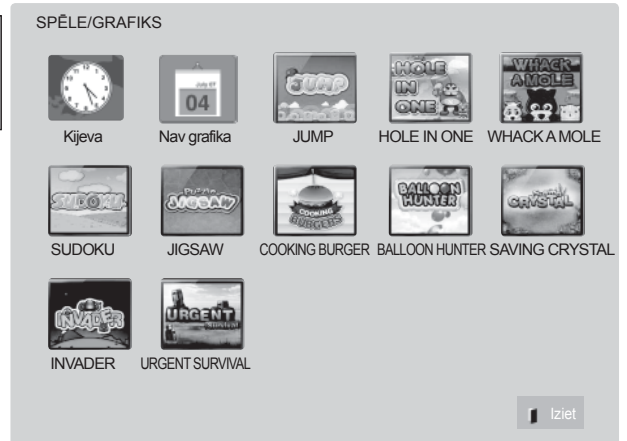 SPĒLE/GRAFIKS
July 07
04
JUMP
HOLE IN ONE
WHACK A MOLE
Kijeva
Nav grafika
JUMP
HOLE IN ONE
WHACK A MOLE
SUDOKU
Puzzle JIGSAW
COOKING BURGERS
BALLOON HUNTER
CRYSTAL
SUDOKU
JIGSAW
COOKING BURGER
BALLOON HUNTER
SAVING CRYSTAL
INVADER
URGENT Survival
INVADER
URGENT SURVIVAL
Iziet